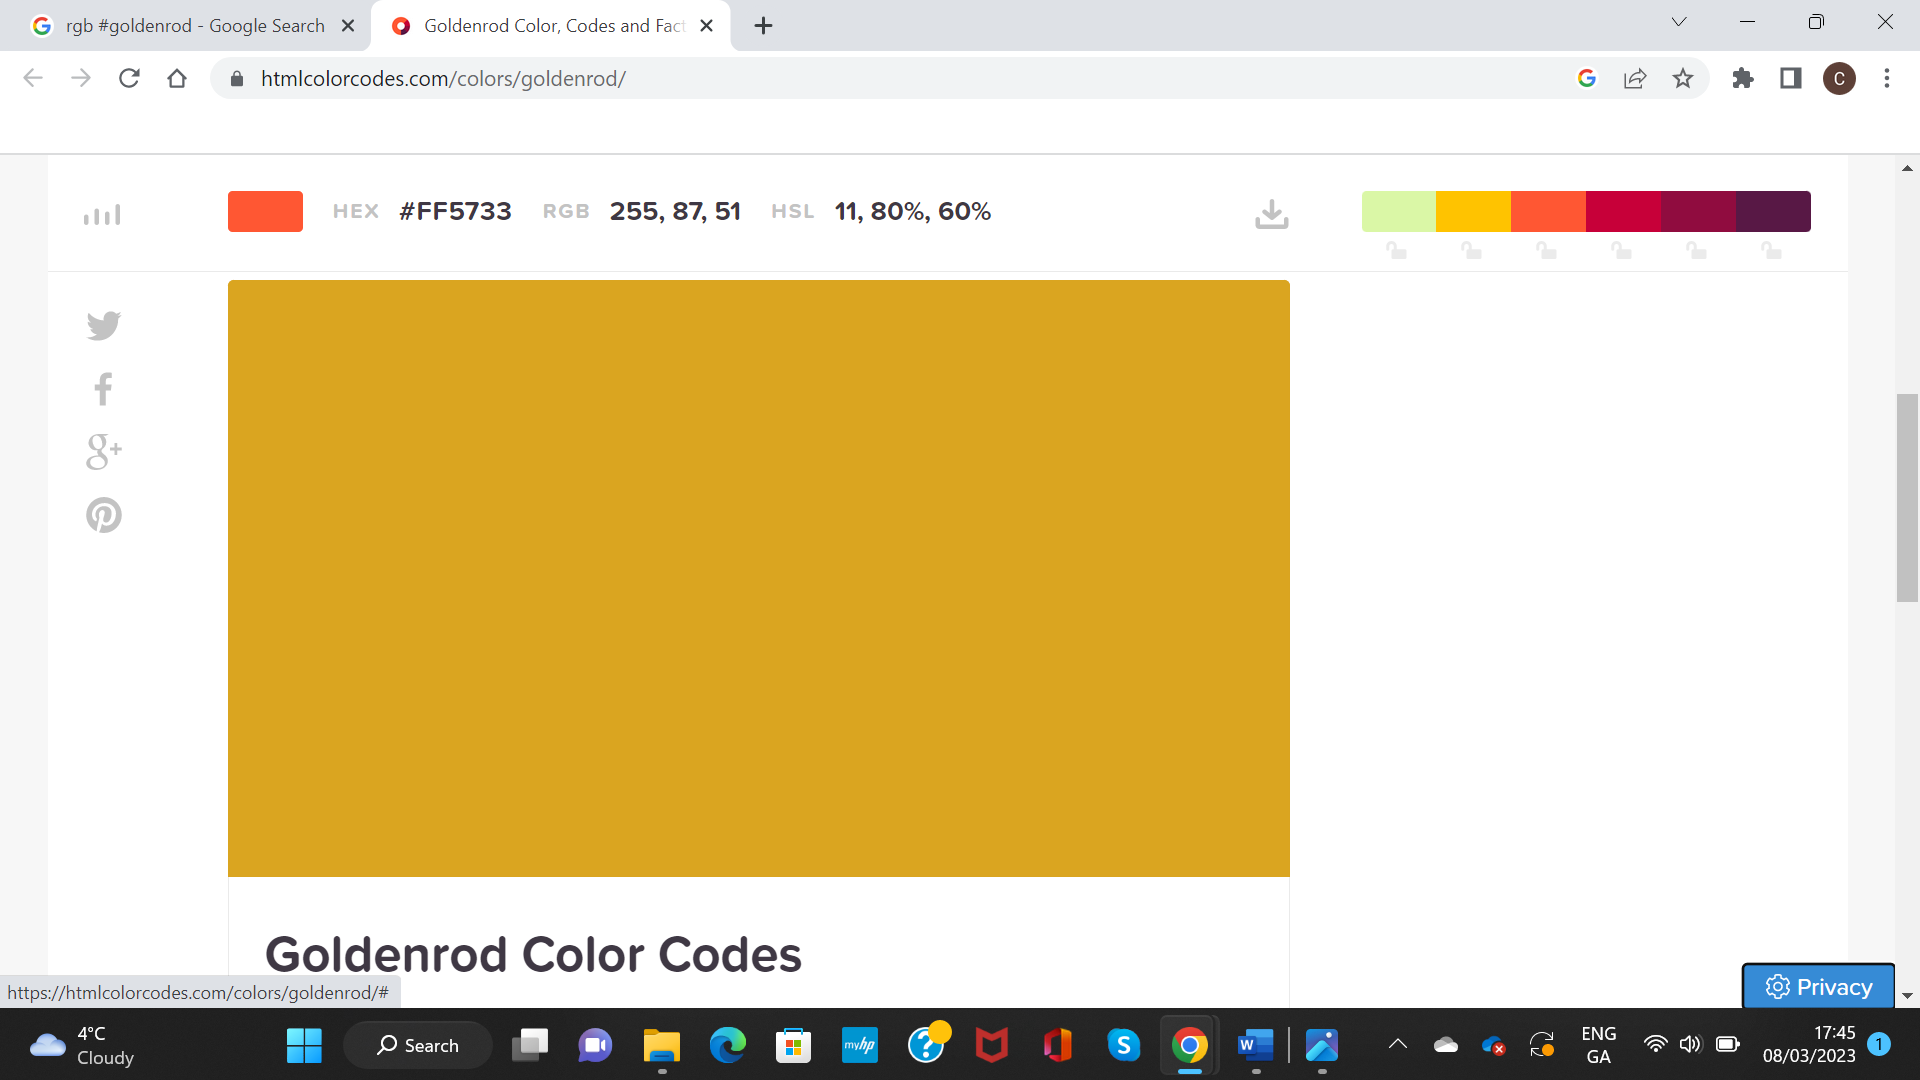 rgb #goldenrod - Google Search
Goldenrod Color, Codes and Fact
htmlcolorcodes.com/colors/goldenrod/
C
HEX #FF5733 RGB 255, 87, 51 HSL 11, 80%, 60%
g+
Goldenrod Color Codes
Privacy
https://htmlcolorcodes.com/colors/goldenrod/#
4°C
Cloudy
Search
myhp
?
S
W
ENG
GA
17:45
08/03/2023
1